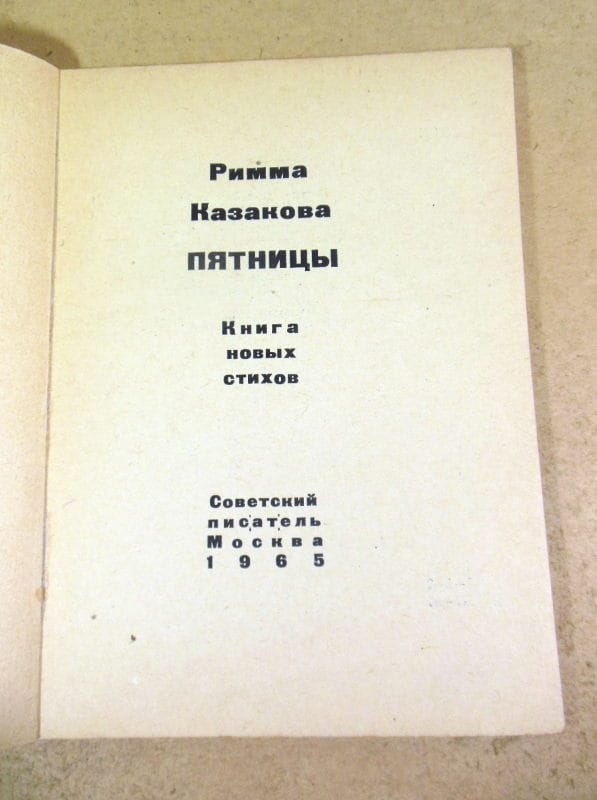 Римма
Казакова
ПЯТНИЦЫ
Книга
новых
стихов
Советский
писатель
Москва
1965